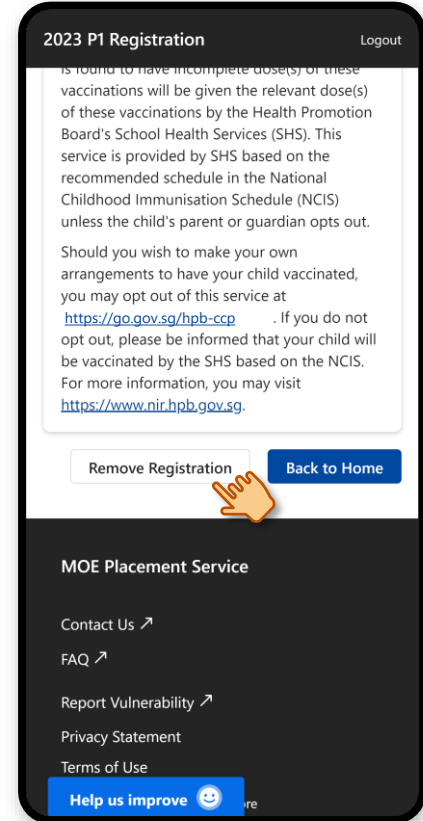 2023 P1 Registration
Logout
is found to have incomplete dose(s) of these
vaccinations will be given the relevant dose(s)
of these vaccinations by the Health Promotion
Board's School Health Services (SHS). This
service is provided by SHS based on the
recommended schedule in the National
Childhood Immunisation Schedule (NCIS)
unless the child's parent or guardian opts out.
Should you wish to make your own
arrangements to have your child vaccinated,
you may opt out of this service at
https://go.gov.sg/hpb-ccp . If you do not
opt out, please be informed that your child will
be vaccinated by the SHS based on the NCIS.
For more information, you may visit
https://www.nir.hpb.gov.sg.
Remove Registration
Back to Home
MOE Placement Service
Contact Us ↗
FAQ ↗
Report Vulnerability ↗
Privacy Statement
Terms of Use
Help us improve